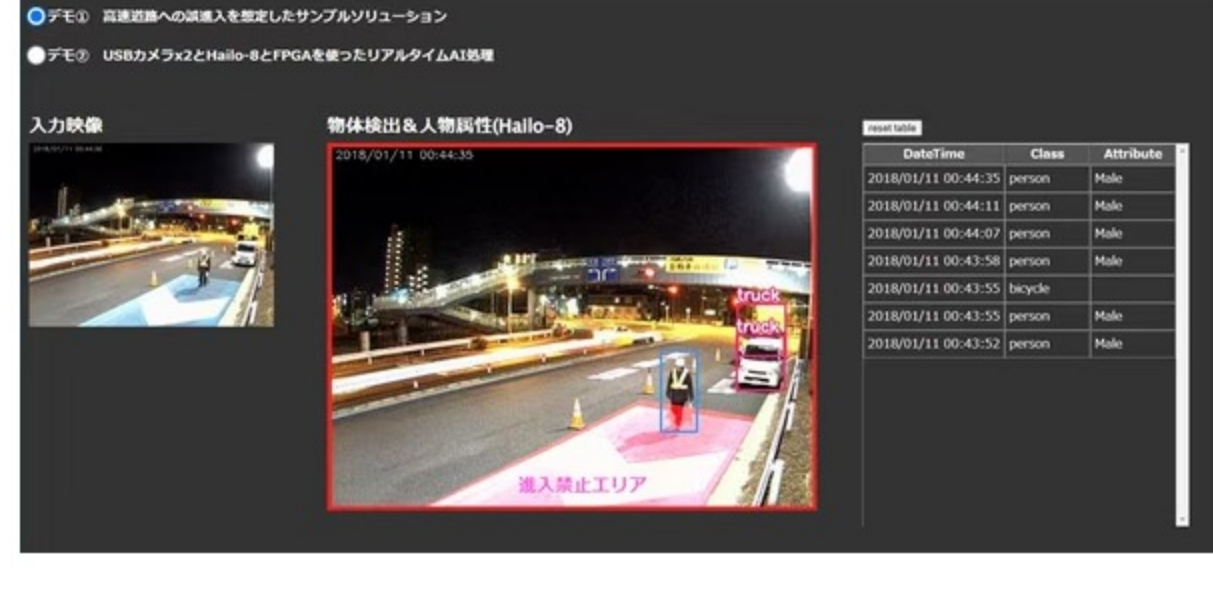 デモ① 高速道路への誤進入を想定したサンプルソリューション
デモ② USBカメラx2とHailo-8とFPGAを使ったリアルタイムAI処理
入力映像
物体検出&人物属性(Hailo-8)
reset table
2018/01/11 00:44:35
truck
truck
進入禁止エリア
DateTime Class Attribute
2018/01/11 00:44:35 person Male
2018/01/11 00:44:11 person Male
2018/01/11 00:44:07 person Male
2018/01/11 00:43:58 person Male
2018/01/11 00:43:55 bicycle
2018/01/11 00:43:55 person Male
2018/01/11 00:43:52 person Male